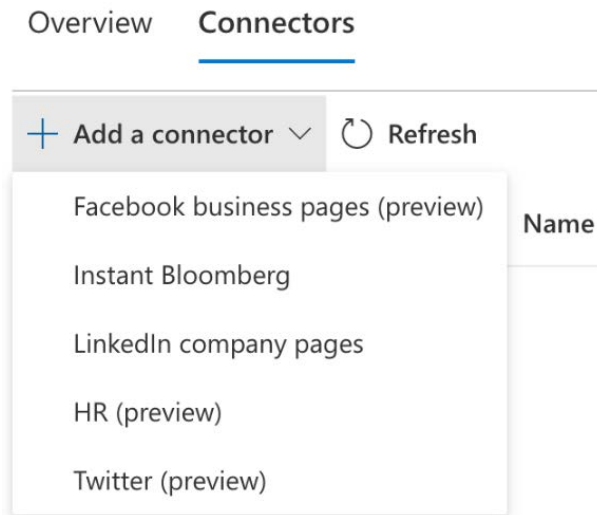 Overview Connectors
Add a connector Refresh
Facebook business pages (preview)
Name
Instant Bloomberg
LinkedIn company pages
HR (preview)
Twitter (preview)